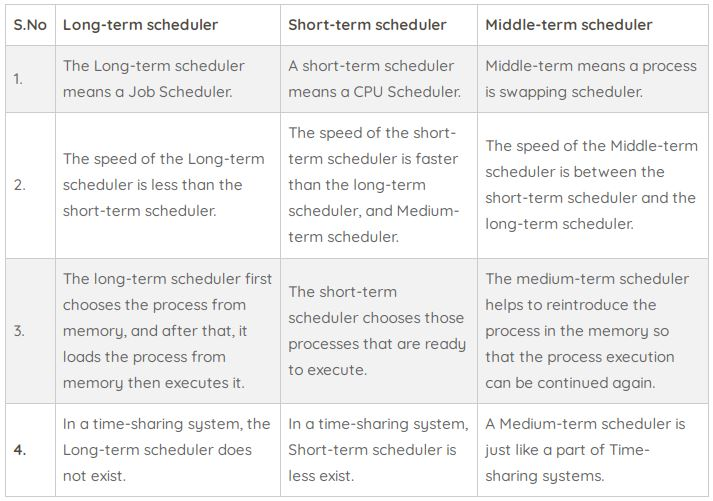 S.No Long-term scheduler Short-term scheduler Middle-term scheduler
1.
The Long-term scheduler
means a Job Scheduler.
A short-term scheduler
means a CPU Scheduler.
Middle-term means a process
is swapping scheduler.
2.
The speed of the Long-term
scheduler is less than the
short-term scheduler.
The speed of the short-
term scheduler is faster
than the long-term
scheduler, and Medium-
term scheduler.
The speed of the Middle-term
scheduler is between the
short-term scheduler and the
long-term scheduler.
3.
The long-term scheduler first
chooses the process from
memory, and after that, it
loads the process from
memory then executes it.
The short-term
scheduler chooses those
processes that are ready
to execute.
The medium-term scheduler
helps to reintroduce the
process in the memory so
that the process execution
can be continued again.
4.
In a time-sharing system, the
Long-term scheduler does
not exist.
In a time-sharing system,
Short-term scheduler is
less exist.
A Medium-term scheduler is
just like a part of Time-
sharing systems.